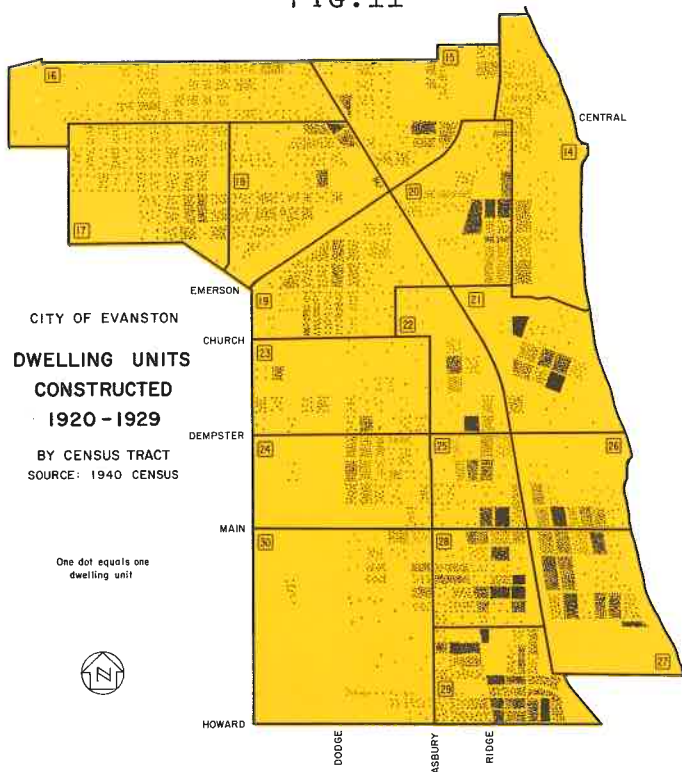 FIG. 11
16
15
CENTRAL
14
18
20
17
EMERSON
19
21
CITY OF EVANSTON
22
CHURCH
23
DWELLING UNITS
CONSTRUCTED
1920-1929
DEMPSTER
BY CENSUS TRACT
24
25
26
SOURCE: 1940 CENSUS
MAIN
30
28
One dot equals one
dwelling unit
N
27
29
HOWARD
DODGE
ASBURY
RIDGE